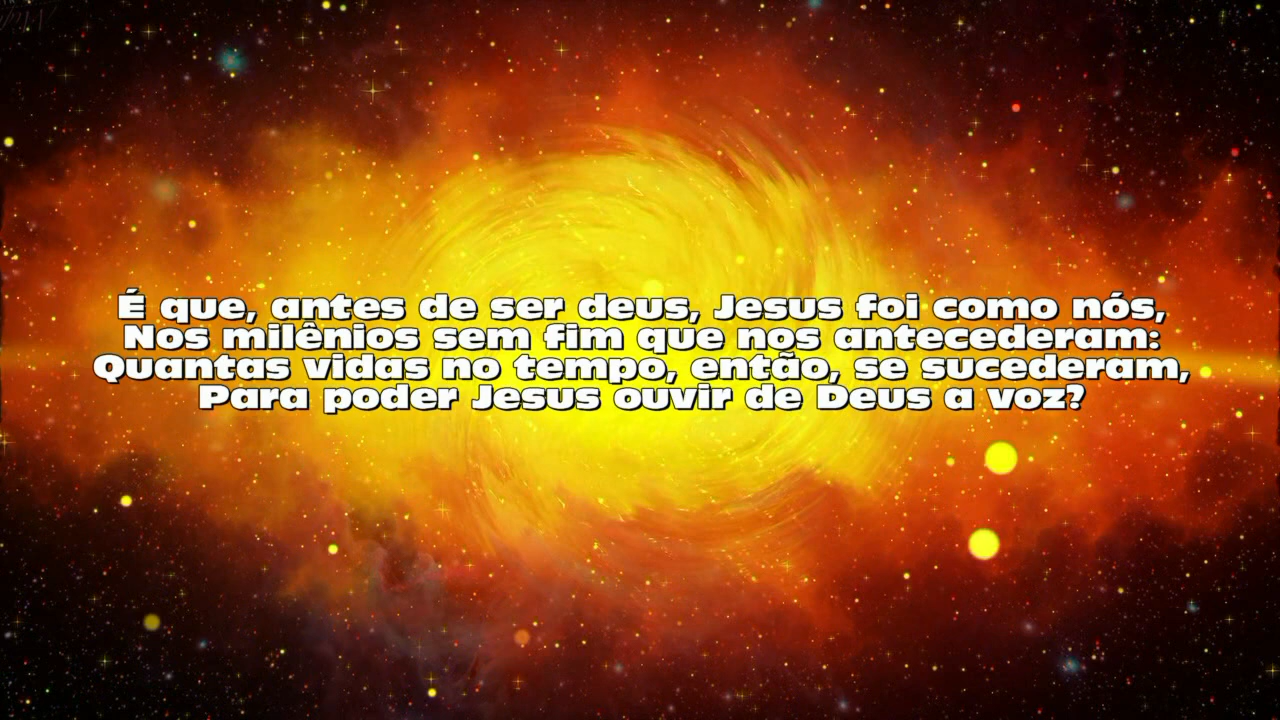 É que, antes de ser deus, Jesus foi como nós,
Nos milênios sem fim que nos antecederam:
Quantas vidas no tempo, então, se sucederam,
Para poder Jesus ouvir de Deus a voz?